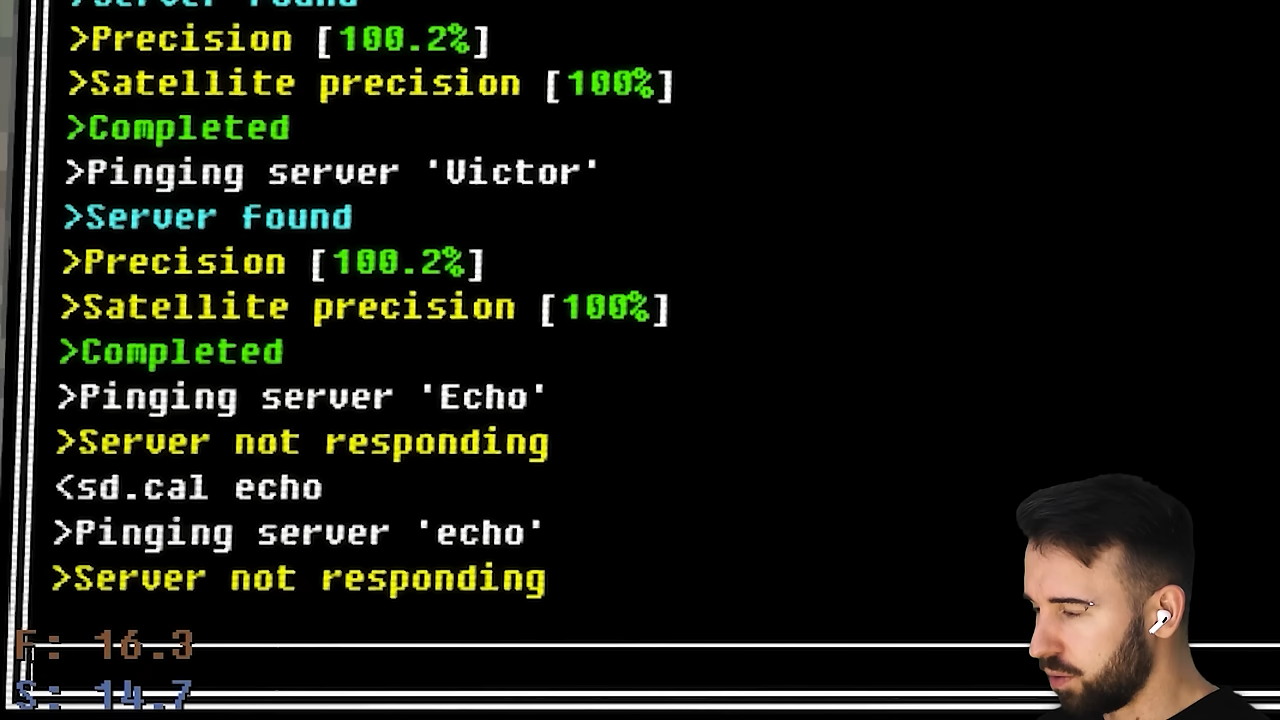 >Server Found
>Precision [100.2%]
>Satellite precision [100%]
>Completed
>Pinging server 'Victor'
>Server Found
>Precision [100.2%]
>Satellite precision [100%]
>Completed
>Pinging server 'Echo'
>Server not responding
<sd.cal echo
>Pinging server 'echo'
>Server not responding
F: 16.3
S: 14.7